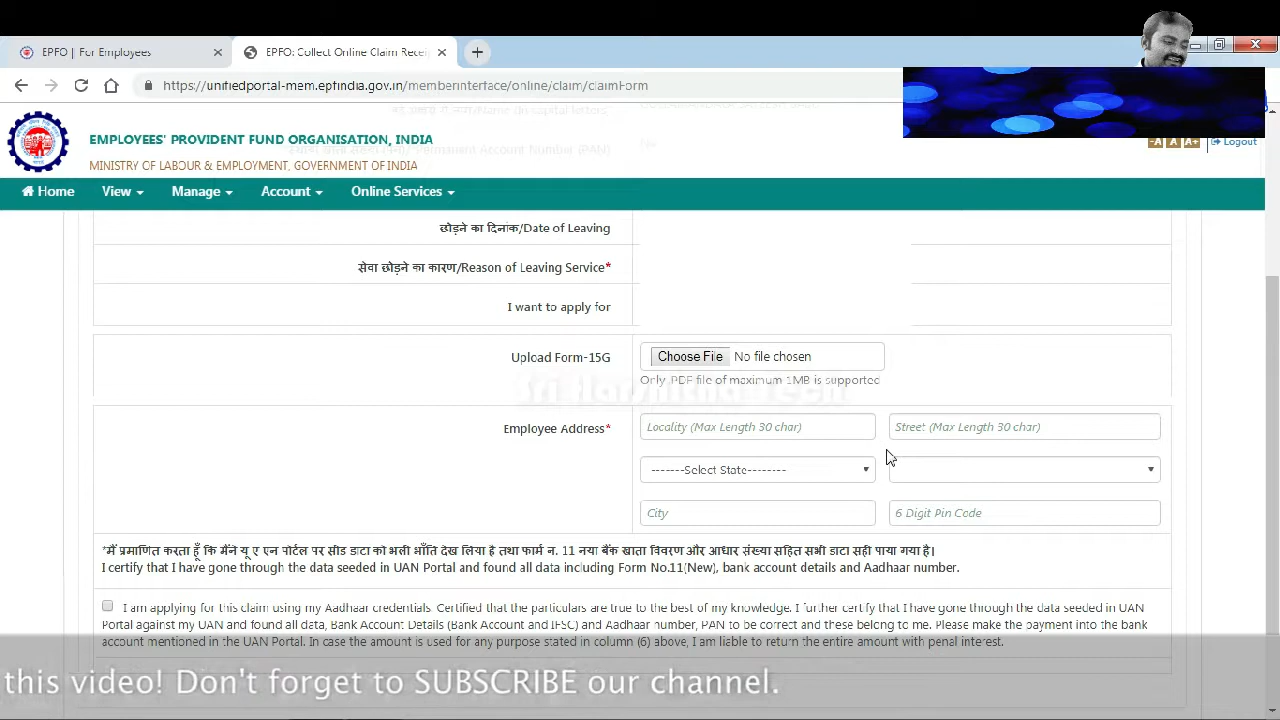 EPFO | For Employees
EPFO: Collect Online Claim Recei
https://unifiedportal-mem.epfindia.gov.in/memberinterface/online/claim/claimForm
EMPLOYEES' PROVIDENT FUND ORGANISATION, INDIA
MINISTRY OF LABOUR & EMPLOYMENT, GOVERNMENT OF INDIA
Name (In capital letters)
Permanent Account Number (PAN)
No
-A A A+ Logout
Home View Manage Account Online Services
छोड़ने का दिनांक/Date of Leaving
सेवा छोड़ने का कारण/Reason of Leaving Service*
I want to apply for
Upload Form-15G Choose File No file chosen
Only .PDF file of maximum 1MB is supported
Sri Harshitha Tech
Employee Address* Locality (Max Length 30 char) Street (Max Length 30 char)
-------Select State--------
City 6 Digit Pin Code
*मैं प्रमाणित करता हूँ कि मैंने यू ए एन पोर्टल पर सीड डाटा को भली भाँति देख लिया है तथा फार्म न. 11 नया बैंक खाता विवरण और आधार संख्या सहित सभी डाटा सही पाया गया है।
I certify that I have gone through the data seeded in UAN Portal and found all data including Form No.11(New), bank account details and Aadhaar number.
I am applying for this claim using my Aadhaar credentials. Certified that the particulars are true to the best of my knowledge. I further certify that I have gone through the data seeded in UAN
Portal against my UAN and found all data, Bank Account Details (Bank Account and IFSC) and Aadhaar number, PAN to be correct and these belong to me. Please make the payment into the bank
account mentioned in the UAN Portal. In case the amount is used for any purpose stated in column (6) above, I am liable to return the entire amount with penal interest.
this video! Don't forget to SUBSCRIBE our channel.